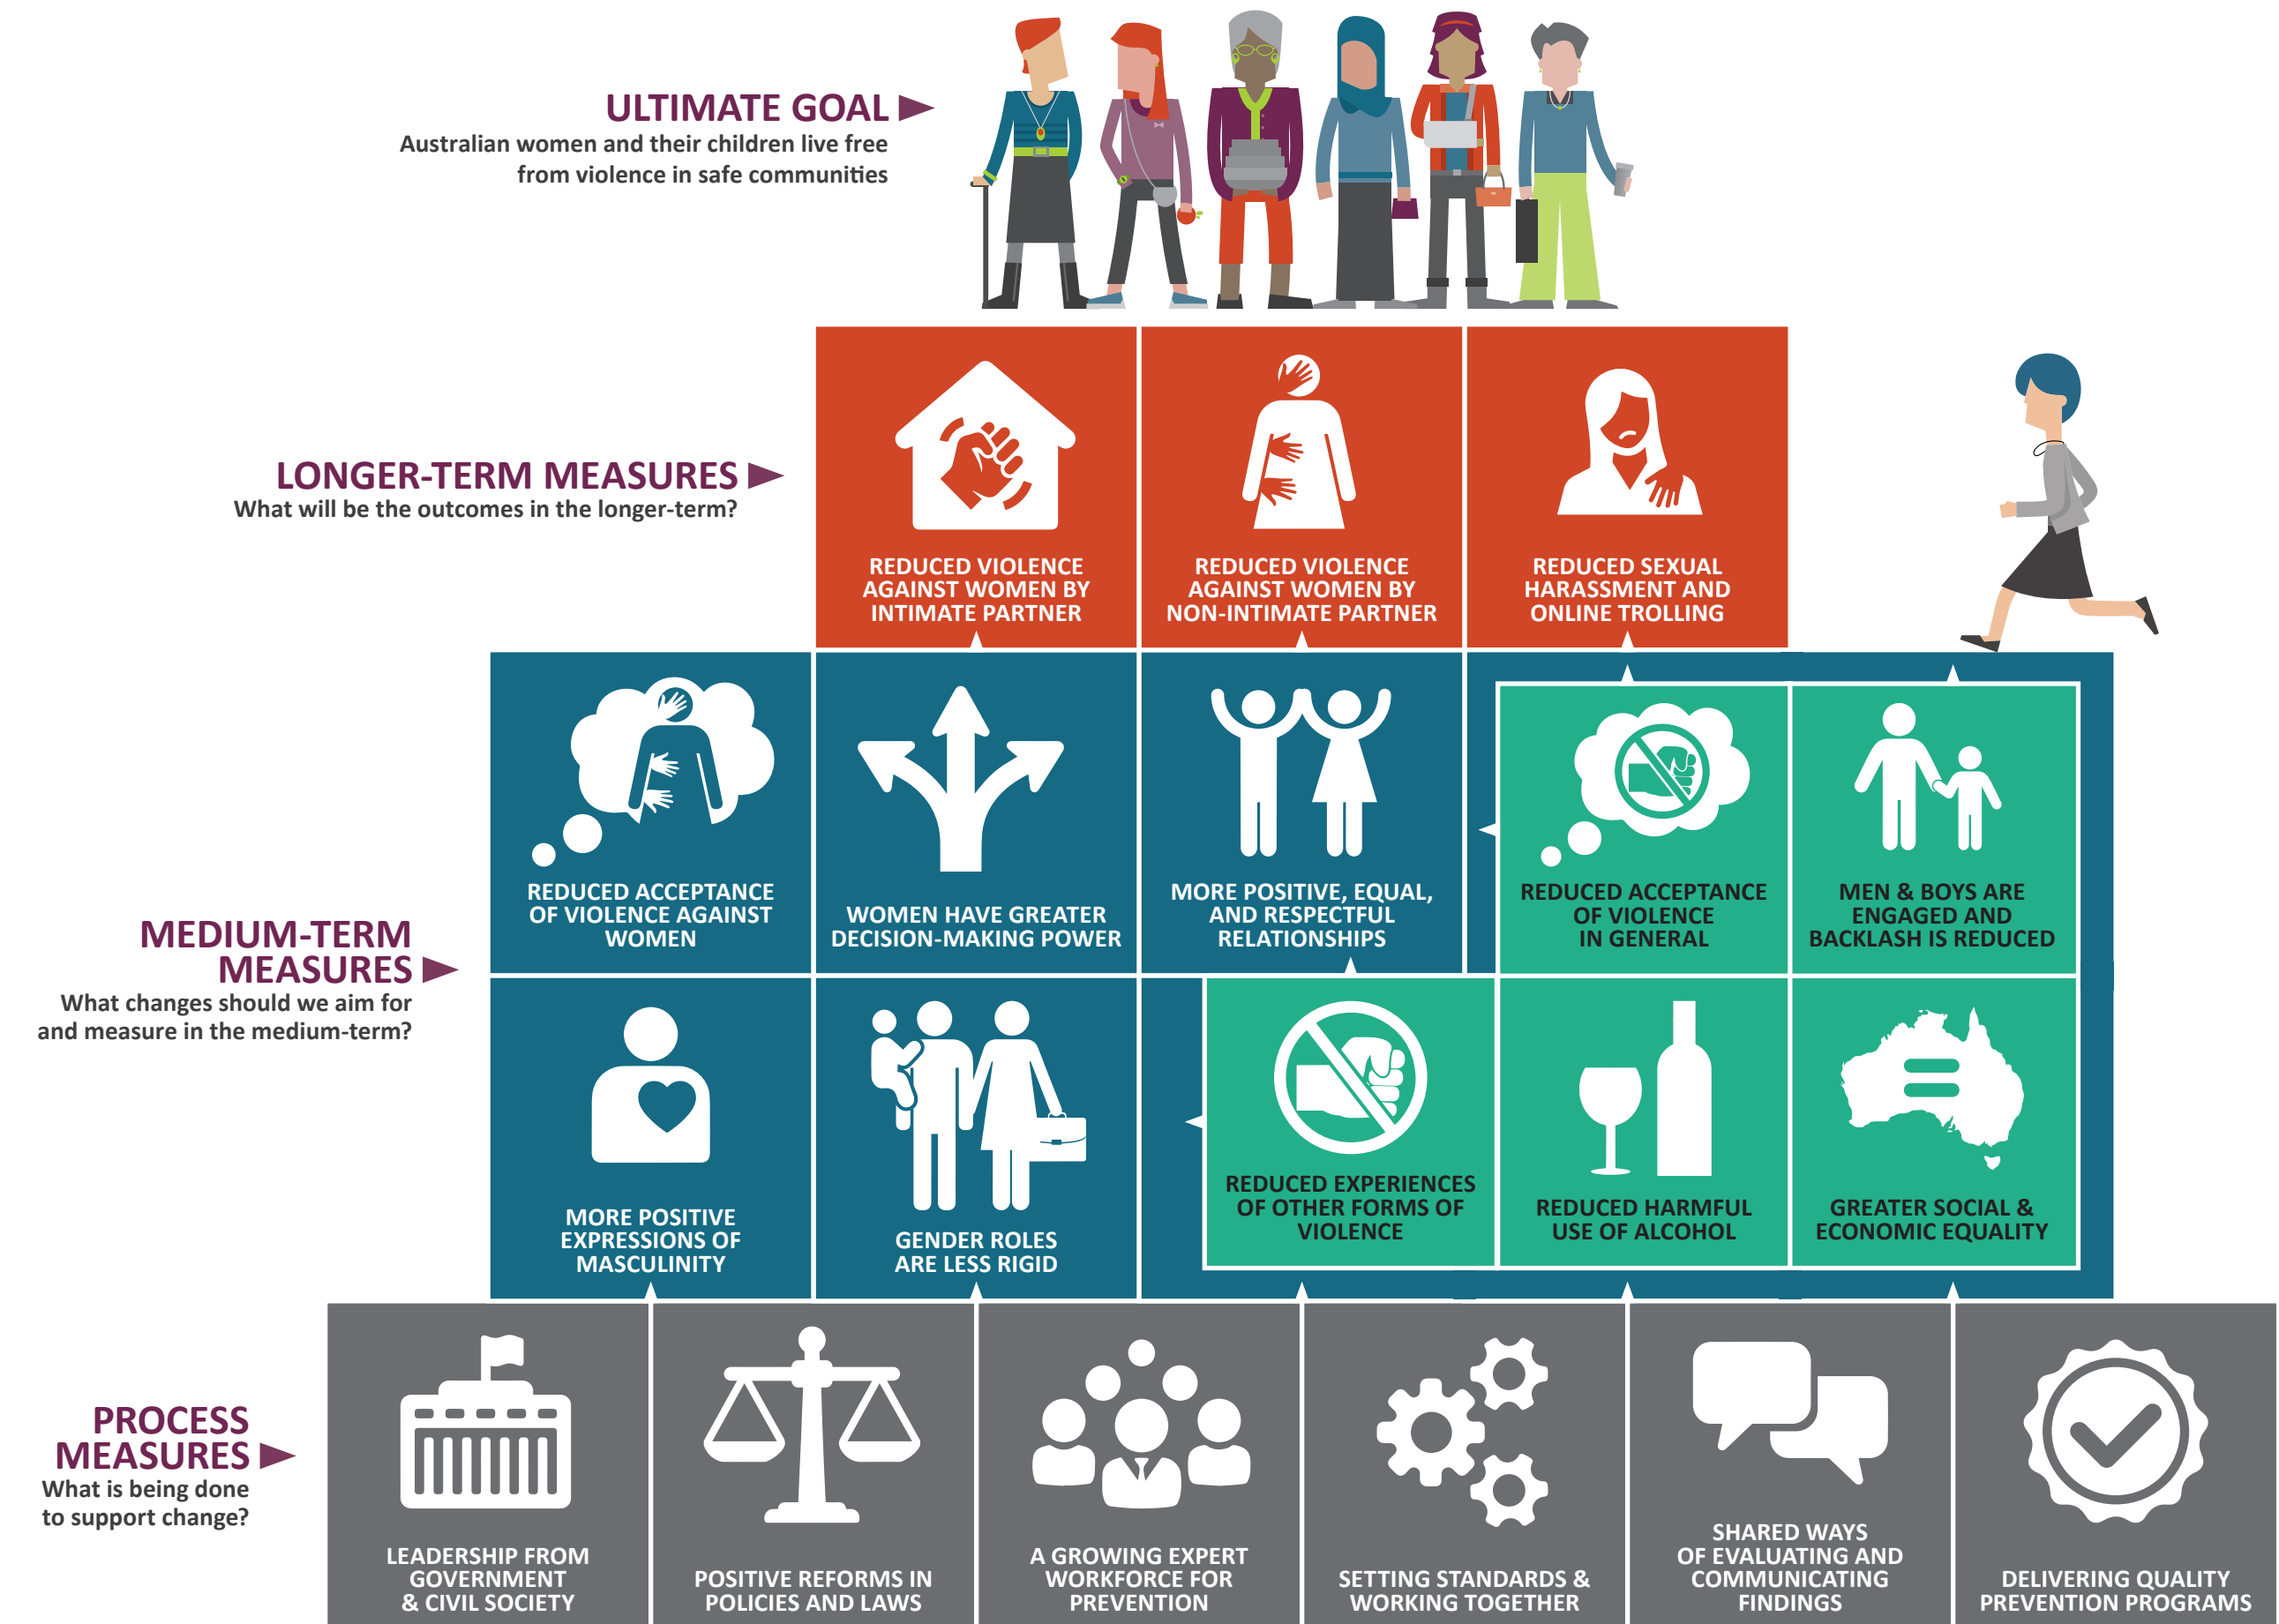 ULTIMATE GOAL
Australian women and their children live free
from violence in safe communities
LONGER-TERM MEASURES
What will be the outcomes in the longer-term?
REDUCED VIOLENCE
AGAINST WOMEN BY
INTIMATE PARTNER
REDUCED VIOLENCE
AGAINST WOMEN BY
NON-INTIMATE PARTNER
REDUCED SEXUAL
HARASSMENT AND
ONLINE TROLLING
MEDIUM-TERM
MEASURES
What changes should we aim for
and measure in the medium-term?
REDUCED ACCEPTANCE
OF VIOLENCE AGAINST
WOMEN
WOMEN HAVE GREATER
DECISION-MAKING POWER
MORE POSITIVE, EQUAL,
AND RESPECTFUL
RELATIONSHIPS
REDUCED ACCEPTANCE
OF VIOLENCE
IN GENERAL
MEN & BOYS ARE
ENGAGED AND
BACKLASH IS REDUCED
MORE POSITIVE
EXPRESSIONS OF
MASCULINITY
GENDER ROLES
ARE LESS RIGID
REDUCED EXPERIENCES
OF OTHER FORMS OF
VIOLENCE
REDUCED HARMFUL
USE OF ALCOHOL
GREATER SOCIAL &
ECONOMIC EQUALITY
PROCESS
MEASURES
What is being done
to support change?
LEADERSHIP FROM
GOVERNMENT
& CIVIL SOCIETY
POSITIVE REFORMS IN
POLICIES AND LAWS
A GROWING EXPERT
WORKFORCE FOR
PREVENTION
SETTING STANDARDS &
WORKING TOGETHER
SHARED WAYS
OF EVALUATING AND
COMMUNICATING
FINDINGS
DELIVERING QUALITY
PREVENTION PROGRAMS